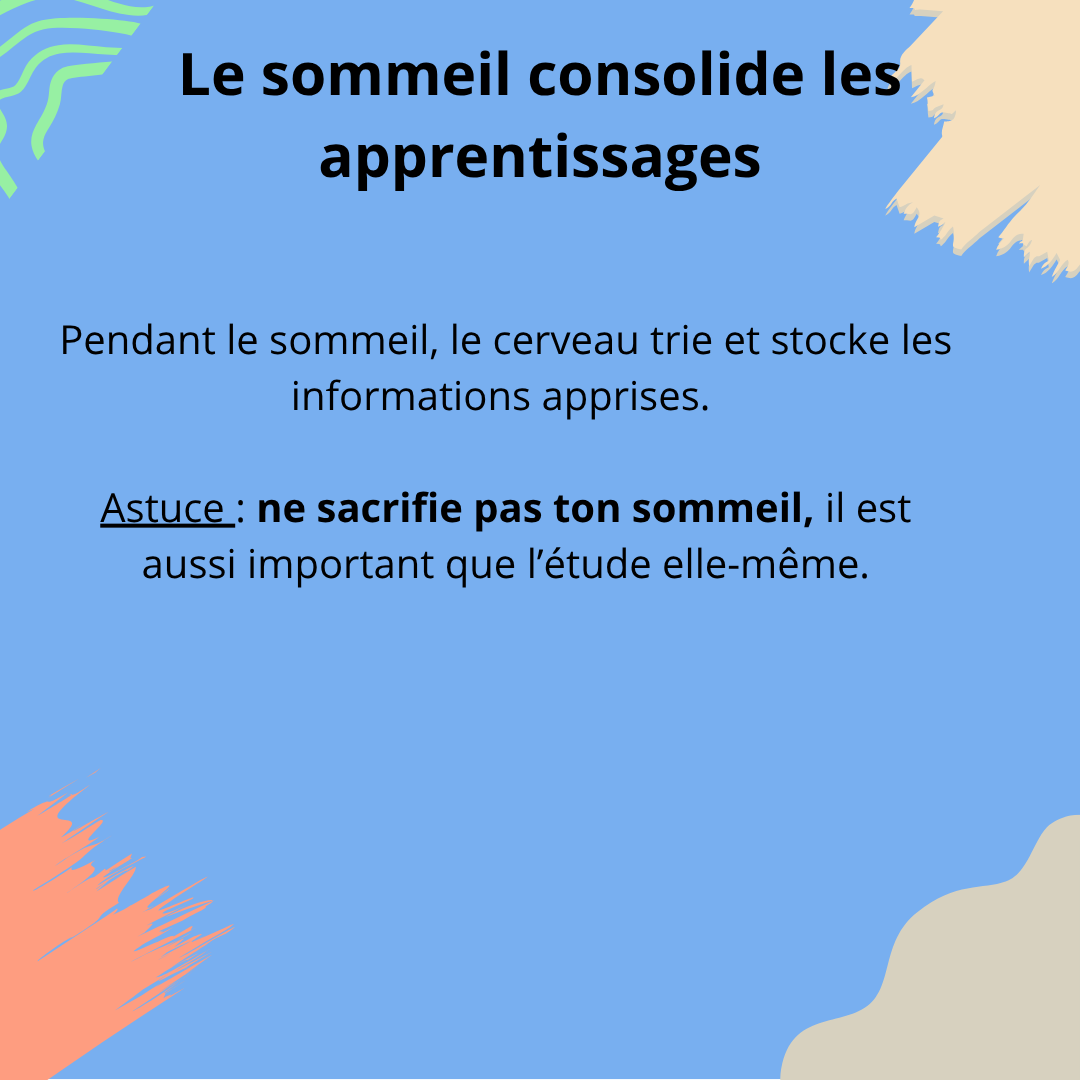 Le sommeil consolide les
apprentissages
Pendant le sommeil, le cerveau trie et stocke les
informations apprises.
Astuce : ne sacrifie pas ton sommeil, il est
aussi important que l’étude elle-même.